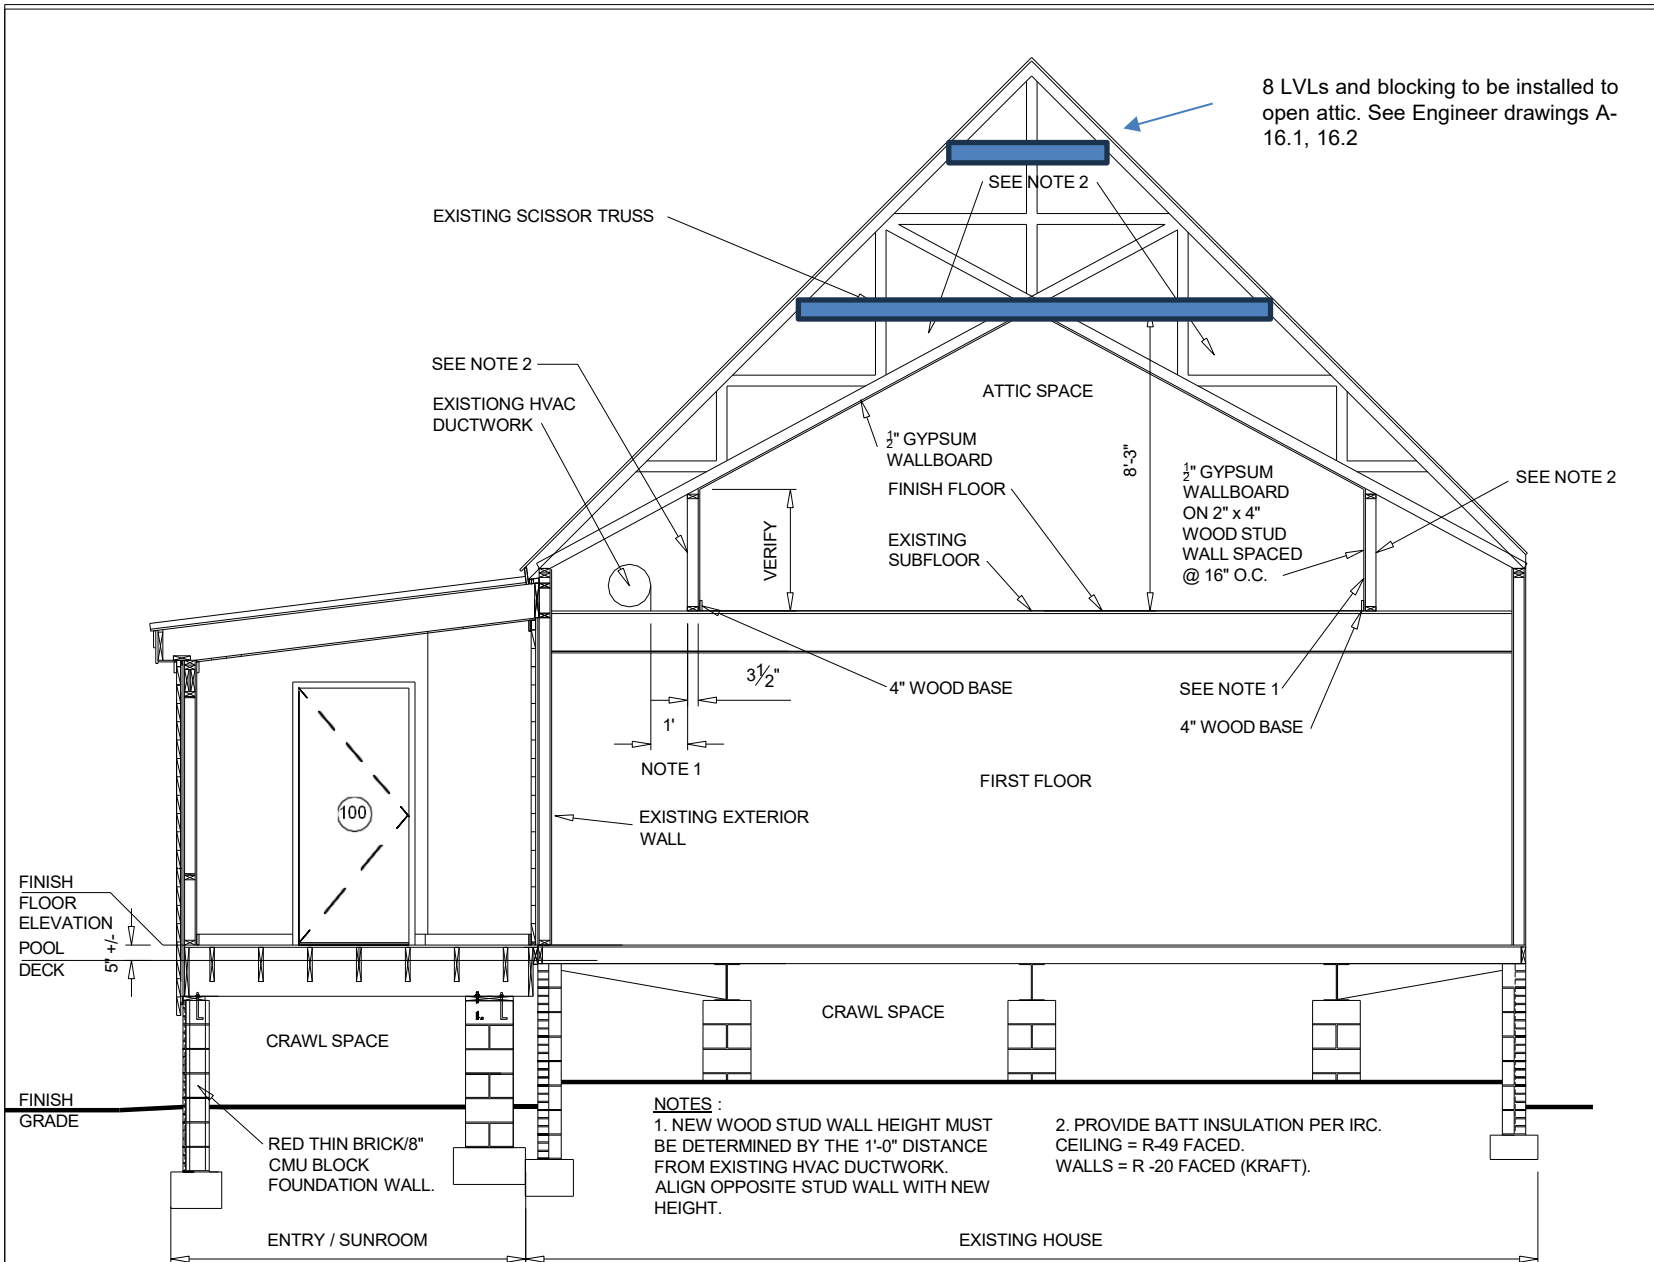 8 LVLs and blocking to be installed to
open attic. See Engineer drawings A-
16.1, 16.2
SEE NOTE 2
EXISTING SCISSOR TRUSS
SEE NOTE 2
EXISTIONG HVAC
DUCTWORK
ATTIC SPACE
½" GYPSUM
WALLBOARD
FINISH FLOOR
EXISTING
SUBFLOOR
8'-3"
½" GYPSUM
WALLBOARD
ON 2" x 4"
WOOD STUD
WALL SPACED
@ 16" O.C.
SEE NOTE 2
VERIFY
3½"
1'
NOTE 1
4" WOOD BASE
SEE NOTE 1
4" WOOD BASE
FIRST FLOOR
100
EXISTING EXTERIOR
WALL
FINISH
FLOOR
ELEVATION
POOL
DECK
5" +/-
CRAWL SPACE
CRAWL SPACE
FINISH
GRADE
RED THIN BRICK/8"
CMU BLOCK
FOUNDATION WALL.
NOTES :
1. NEW WOOD STUD WALL HEIGHT MUST
BE DETERMINED BY THE 1'-0" DISTANCE
FROM EXISTING HVAC DUCTWORK.
ALIGN OPPOSITE STUD WALL WITH NEW
HEIGHT.
2. PROVIDE BATT INSULATION PER IRC.
CEILING = R-49 FACED.
WALLS = R -20 FACED (KRAFT).
ENTRY / SUNROOM
EXISTING HOUSE